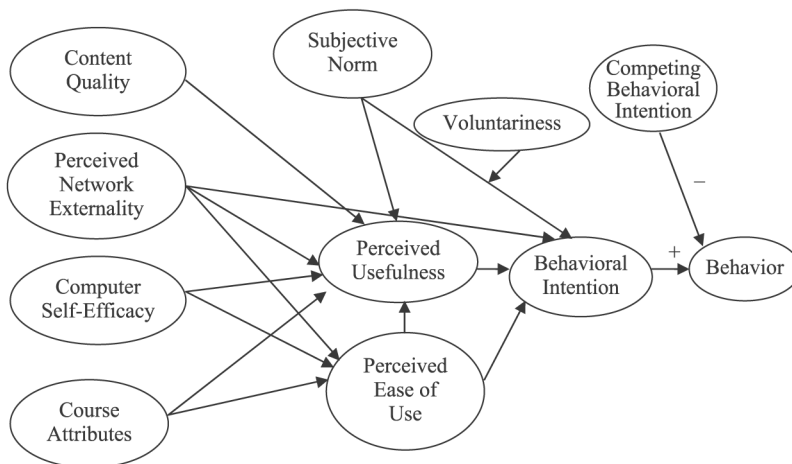 Content
Quality
Subjective
Norm
Competing
Behavioral
Intention
Voluntariness
Perceived
Network
Externality
–
Perceived
Usefulness
Behavioral
Intention
+
Behavior
Computer
Self-Efficacy
Perceived
Ease of
Use
Course
Attributes